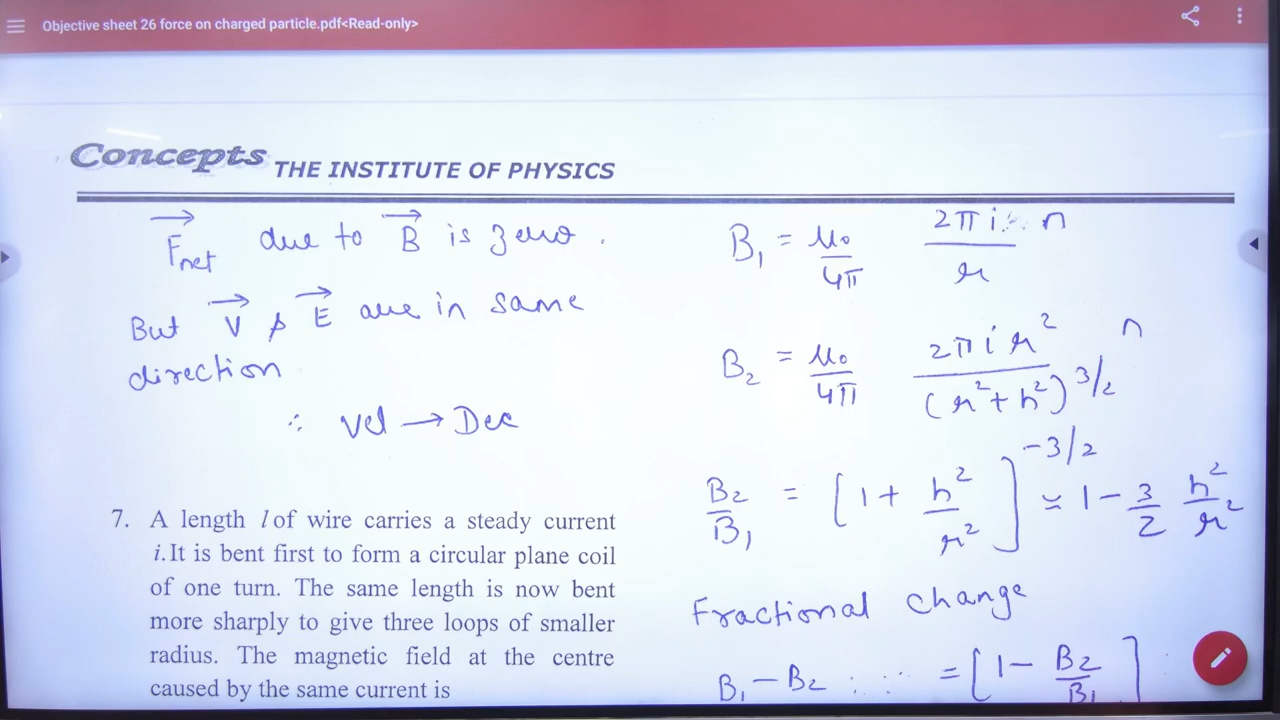 Objective sheet 26 force on charged particle.pdf<Read-only>
Concepts THE INSTITUTE OF PHYSICS
F⃗net due to B⃗ is zero.
But V⃗ & E⃗ are in same
direction
∴ vel → Dec
7. A length l of wire carries a steady current
i.It is bent first to form a circular plane coil
of one turn. The same length is now bent
more sharply to give three loops of smaller
radius. The magnetic field at the centre
caused by the same current is
B₁ = μ₀/4π 2πi n/r
B₂ = μ₀/4π 2πi r²/(r²+h²)^3/2 n
B₂/B₁ = [1 + h²/r²]^-3/2 ≃ 1 - 3/2 h²/r²
Fractional change
B₁ - B₂ = [1 - B₂/B₁]